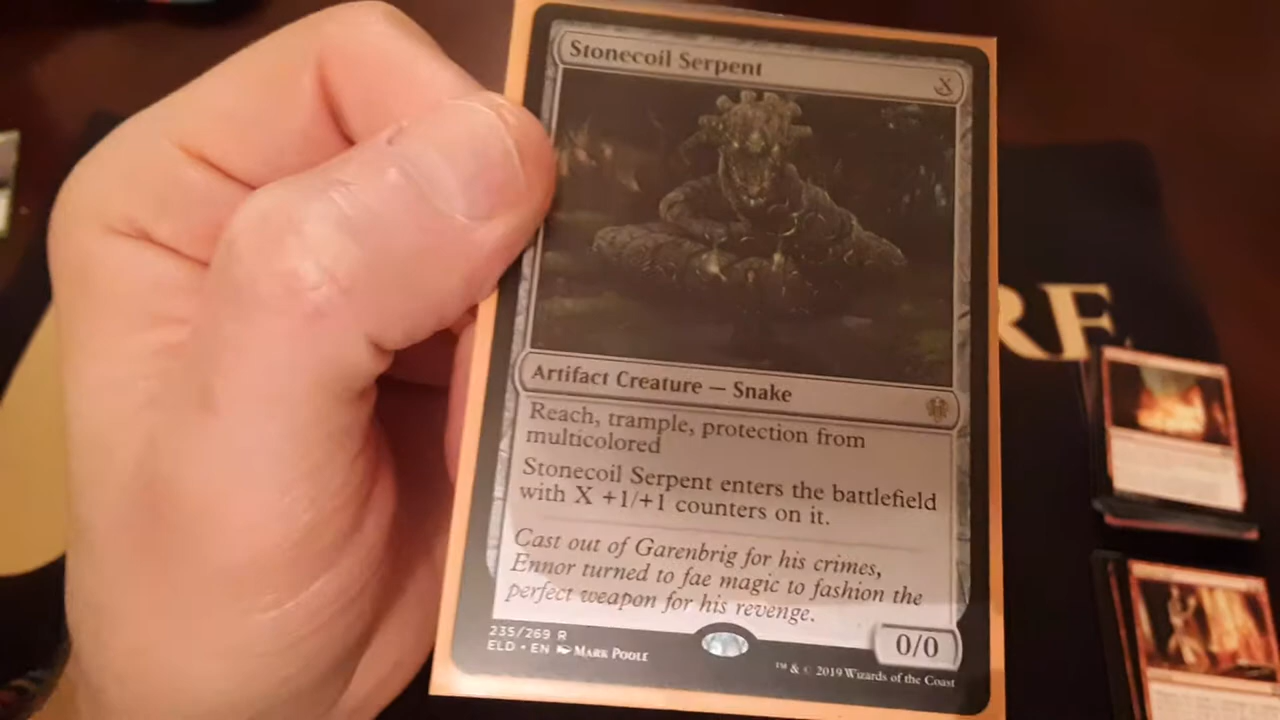 Stonecoil Serpent X
Artifact Creature — Snake
Reach, trample, protection from
multicolored
Stonecoil Serpent enters the battlefield
with X +1/+1 counters on it.
Cast out of Garenbrig for his crimes,
Ennor turned to fae magic to fashion the
perfect weapon for his revenge.
0/0
235/269 R
ELD • EN Mark Poole
™ & © 2019 Wizards of the Coast
RE